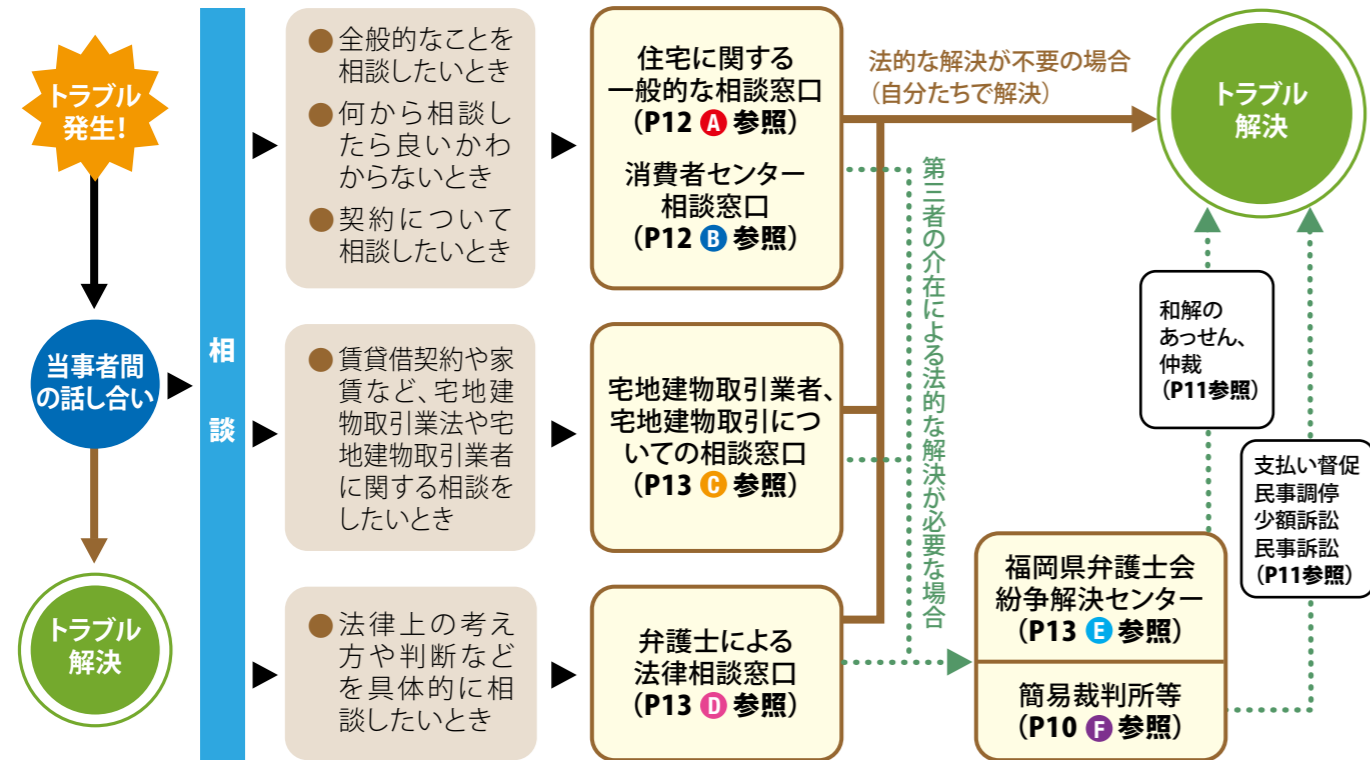 トラブル
発生！
当事者間
の話し合い
トラブル
解決
相談
●全般的なことを
相談したいとき
●何から相談し
たら良いかわ
からないとき
●契約について
相談したいとき
●賃貸借契約や家
賃など、宅地建
物取引業法や宅
地建物取引業者
に関する相談を
したいとき
●法律上の考え
方や判断など
を具体的に相
談したいとき
住宅に関する
一般的な相談窓口
（P12 A 参照）
消費者センター
相談窓口
（P12 B 参照）
宅地建物取引業者、
宅地建物取引につ
いての相談窓口
（P13 C 参照）
弁護士による
法律相談窓口
（P13 D 参照）
法的な解決が不要の場合
（自分たちで解決）
第三者の介在による法的な解決が必要な場合
福岡県弁護士会
紛争解決センター
（P13 E 参照）
簡易裁判所等
（P10 F 参照）
和解の
あっせん、
仲裁
（P11参照）
支払い督促
民事調停
少額訴訟
民事訴訟
（P11参照）
トラブル
解決